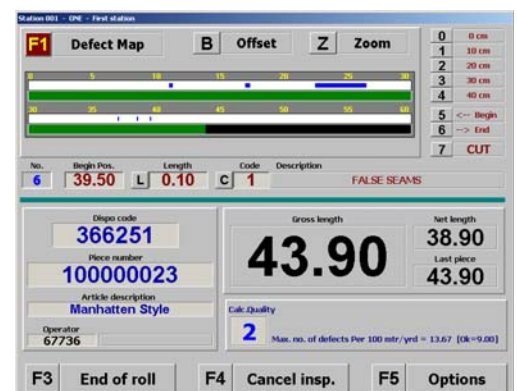 Station 001 - ONE - First station
F1 Defect Map B Offset Z Zoom
0 0 cm
1 10 cm
2 20 cm
3 30 cm
4 40 cm
5 <-- Begin
6 --> End
7 CUT
0 5 10 15 20 25 30
30 35 40 45 50 55 60
No. Begin Pos. Length Code Description
6 39.50 L 0.10 C 1 FALSE SEAMS
Dispo code
366251
Piece number
100000023
Article description
Manhatten Style
Operator
67736
Gross length
43.90
Net length
38.90
Last piece
43.90
Calc.Quality
2 Max. no. of defects Per 100 mtr/yrd = 13.67 [Ok=9.00]
F3 End of roll F4 Cancel insp. F5 Options